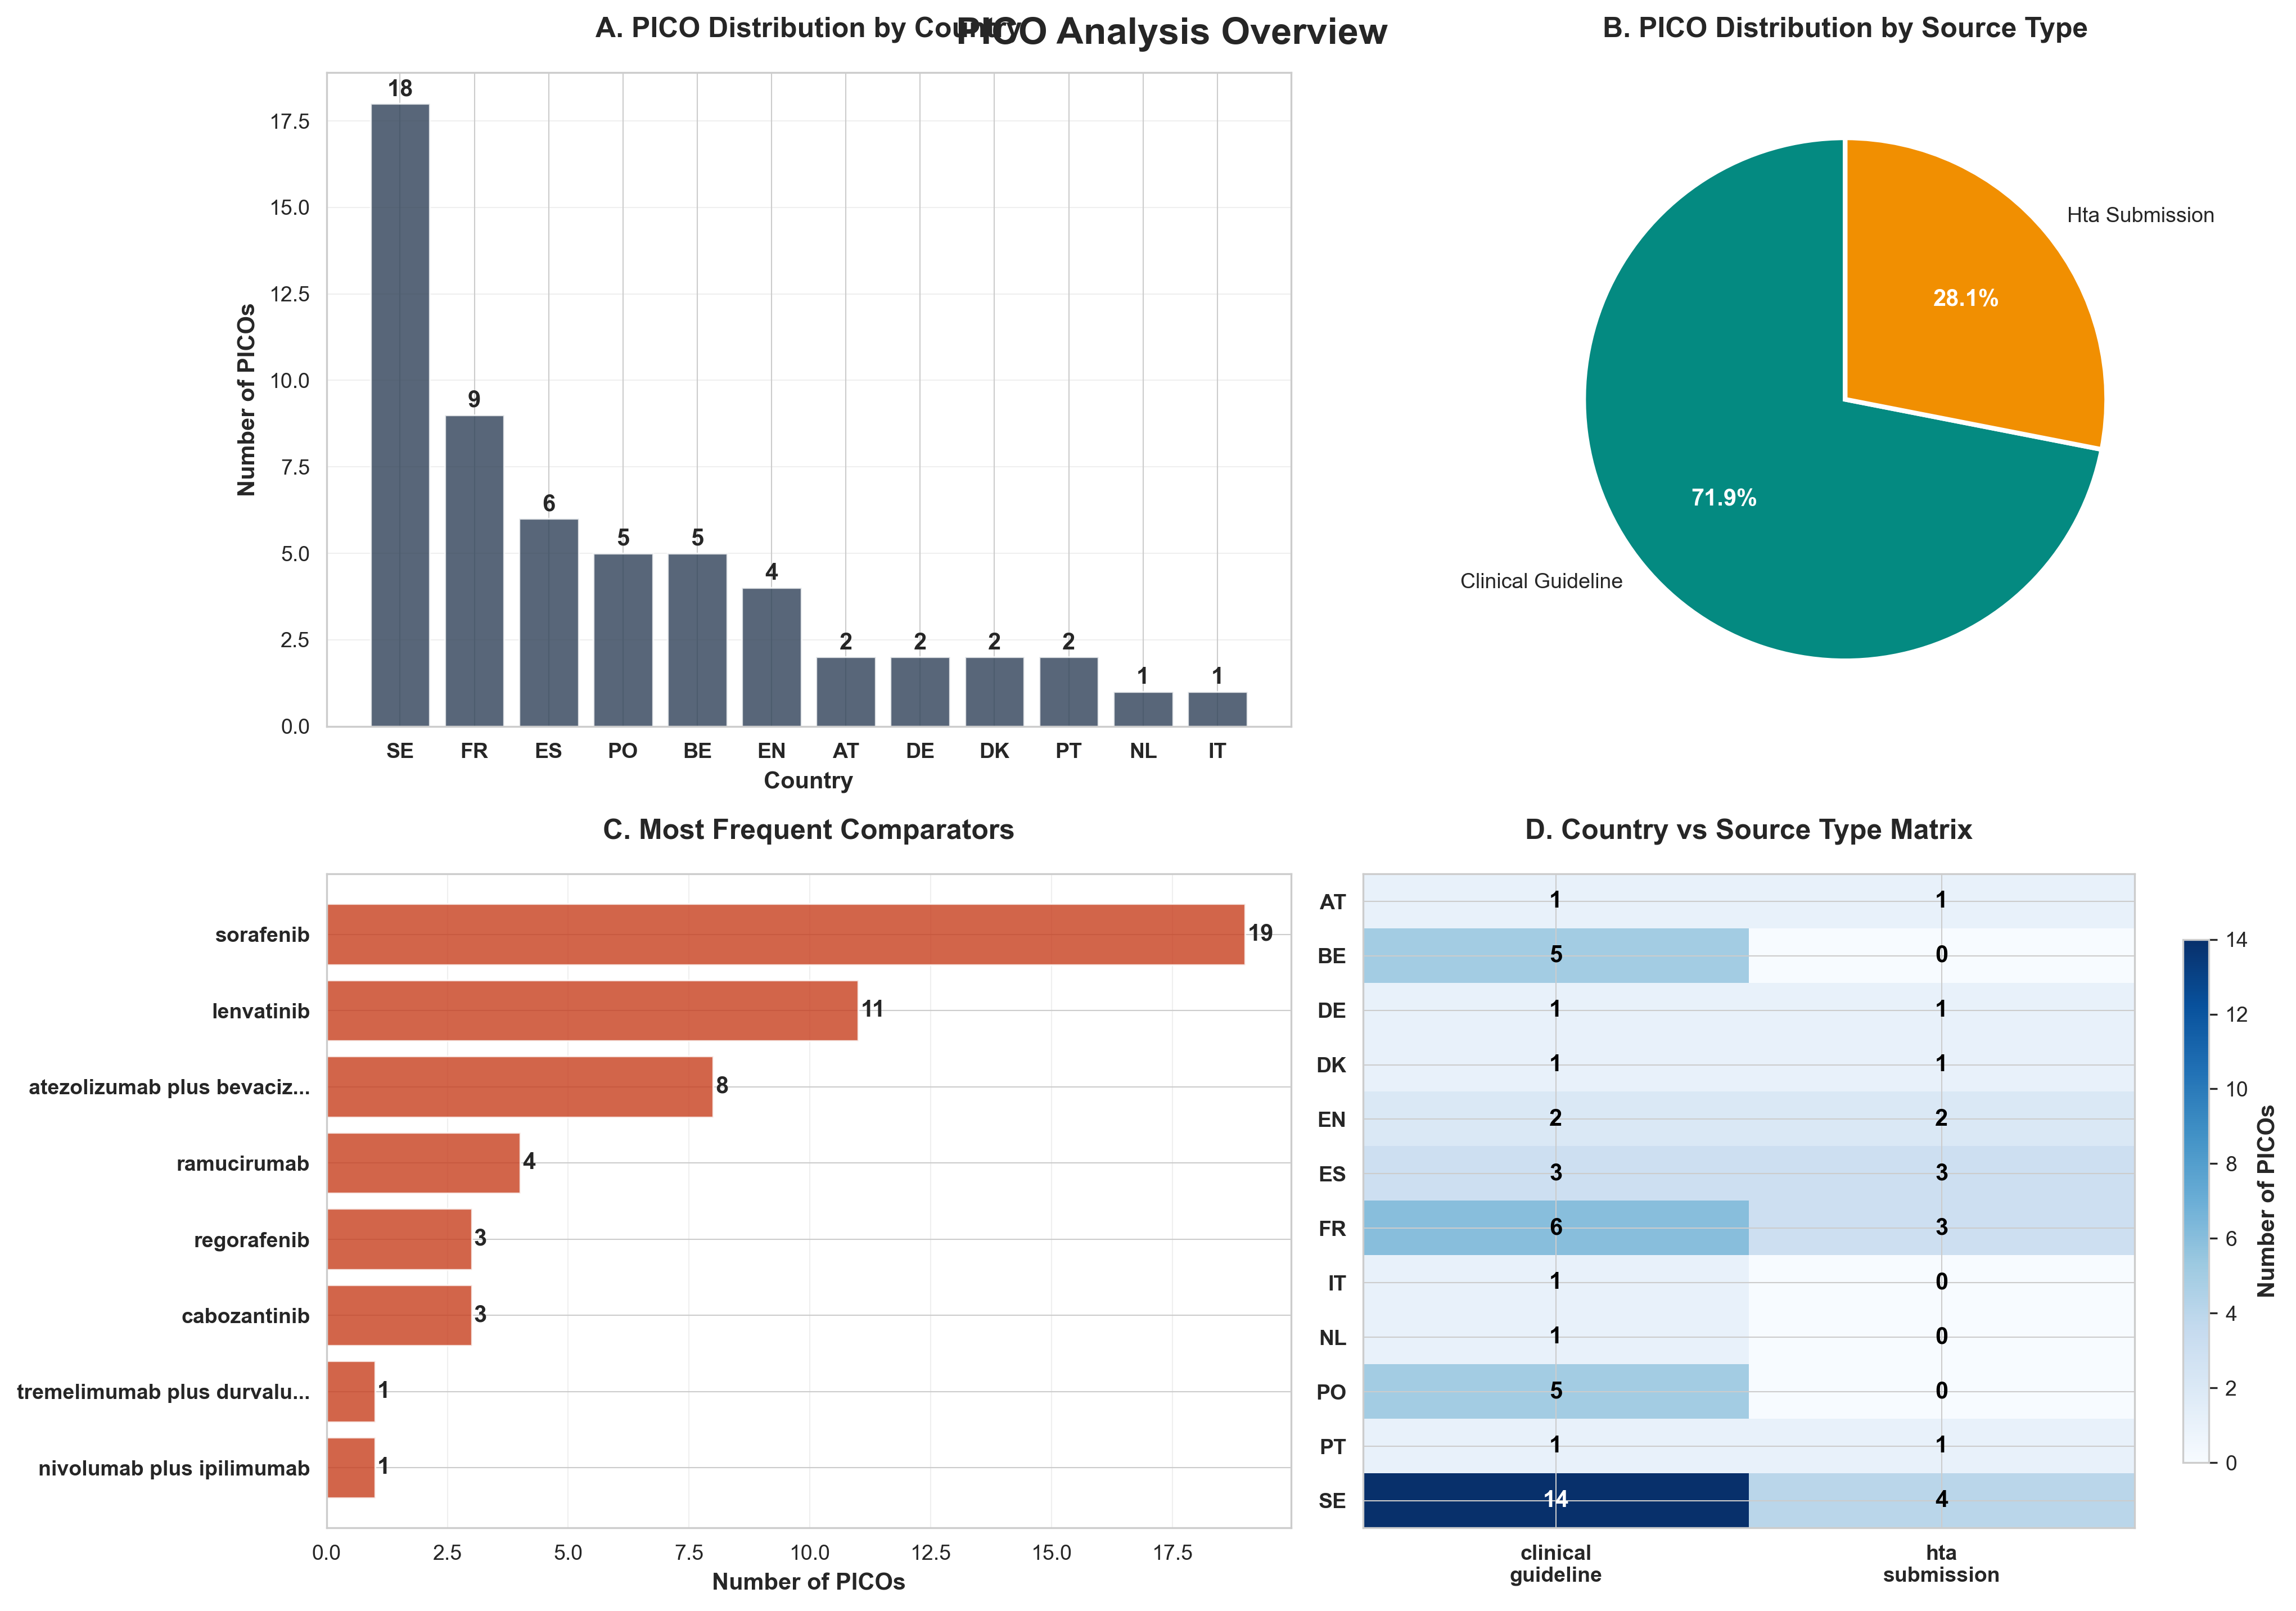 PICO Analysis Overview
A. PICO Distribution by Country
18
9
6
5
5
4
2
2
2
2
1
1
17.5
15.0
12.5
10.0
7.5
5.0
2.5
0.0
Number of PICOs
SE FR ES PO BE EN AT DE DK PT NL IT
Country
B. PICO Distribution by Source Type
Hta Submission
28.1%
71.9%
Clinical Guideline
C. Most Frequent Comparators
sorafenib 19
lenvatinib 11
atezolizumab plus bevaciz... 8
ramucirumab 4
regorafenib 3
cabozantinib 3
tremelimumab plus durvalu... 1
nivolumab plus ipilimumab 1
0.0 2.5 5.0 7.5 10.0 12.5 15.0 17.5
Number of PICOs
D. Country vs Source Type Matrix
AT 1 1
BE 5 0
DE 1 1
DK 1 1
EN 2 2
ES 3 3
FR 6 3
IT 1 0
NL 1 0
PO 5 0
PT 1 1
SE 14 4
clinical
guideline
hta
submission
14
12
10
8
6
4
2
0
Number of PICOs